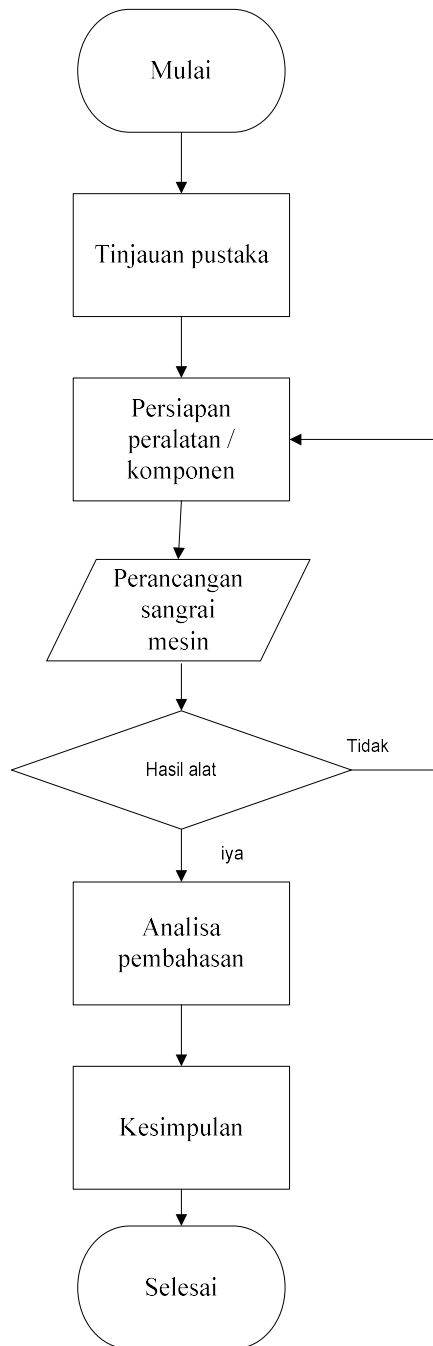 Mulai
Tinjauan pustaka
Persiapan
peralatan /
komponen
Perancangan
sangrai
mesin
Hasil alat
Tidak
iya
Analisa
pembahasan
Kesimpulan
Selesai